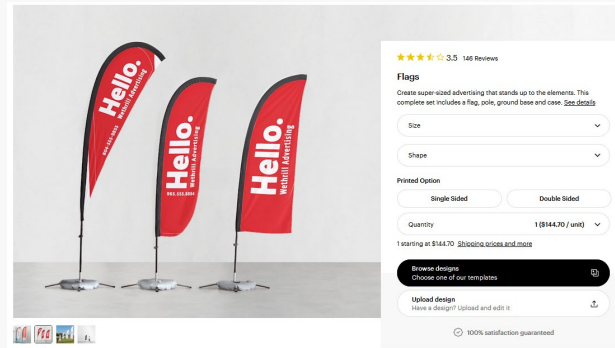 Hello.
Wethrill Advertising
Hello.
Wethrill Advertising
Hello.
Wethrill Advertising
3.5 146 Reviews
Flags
Create super-sized advertising that stands up to the elements. This
complete set includes a flag, pole, ground base and case. See details
Size
Shape
Printed Option
Single Sided
Double Sided
Quantity
1 ($144.70 / unit)
1 starting at $144.70 Shipping prices and more
Browse designs
Choose one of our templates
Upload design
Have a design? Upload and edit it
100% satisfaction guaranteed